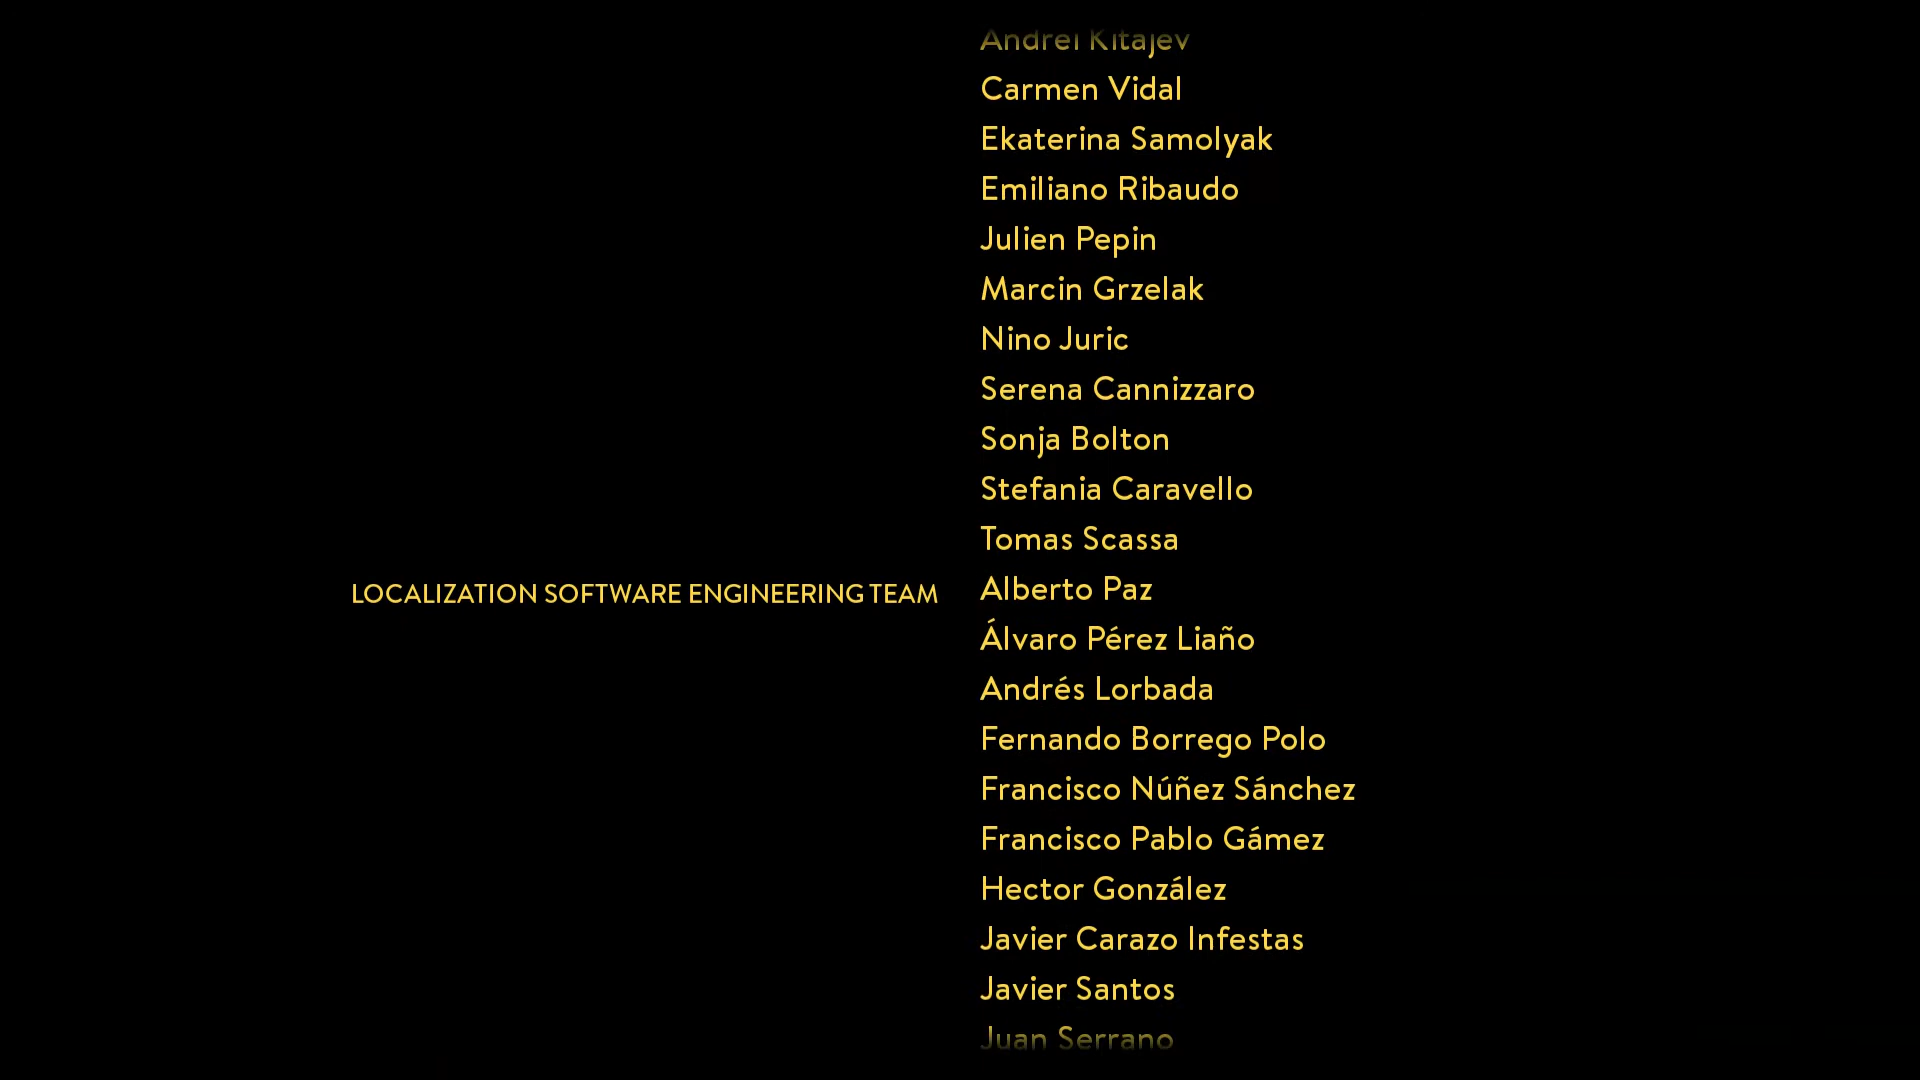 Andrei Kitajev
Carmen Vidal
Ekaterina Samolyak
Emiliano Ribaudo
Julien Pepin
Marcin Grzelak
Nino Juric
Serena Cannizzaro
Sonja Bolton
Stefania Caravello
Tomas Scassa
LOCALIZATION SOFTWARE ENGINEERING TEAM Alberto Paz
Álvaro Pérez Liaño
Andrés Lorbada
Fernando Borrego Polo
Francisco Núñez Sánchez
Francisco Pablo Gámez
Hector González
Javier Carazo Infestas
Javier Santos
Juan Serrano